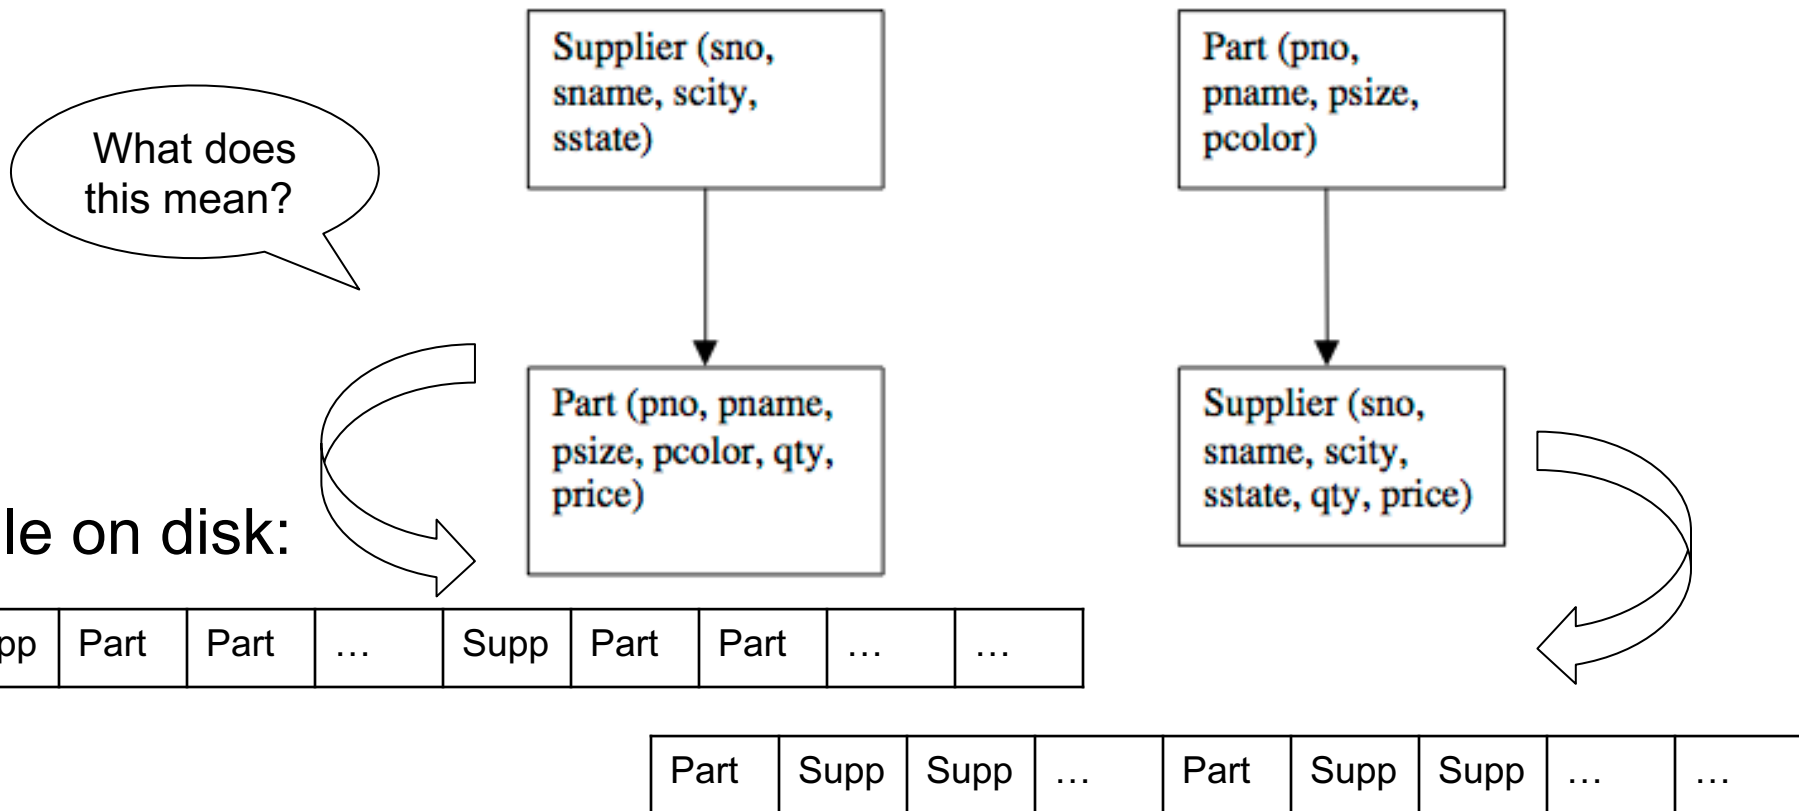 Supplier (sno,
sname, scity,
sstate)
Part (pno,
pname, psize,
pcolor)
What does
this mean?
Part (pno, pname,
psize, pcolor, qty,
price)
Supplier (sno,
sname, scity,
sstate, qty, price)
le on disk:
pp Part Part … Supp Part Part … …
Part Supp Supp … Part Supp Supp … …